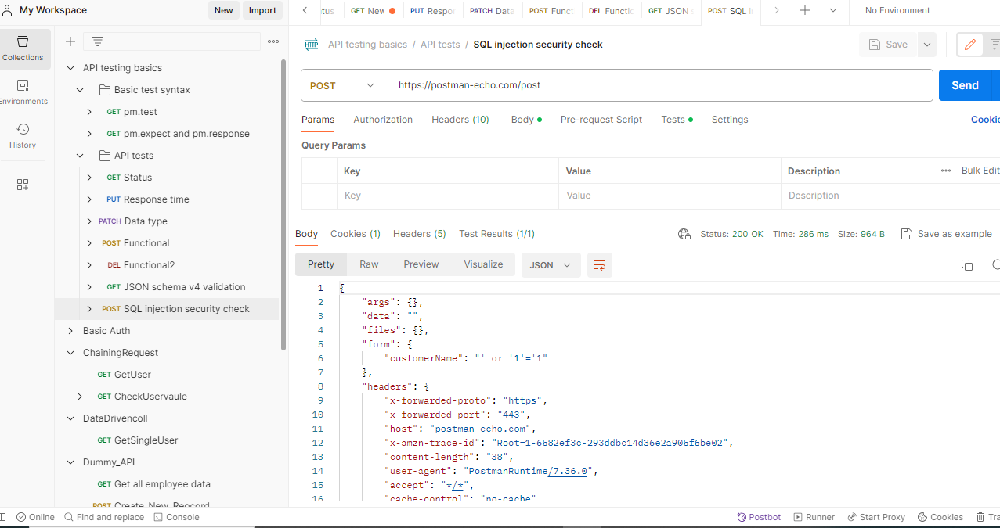 My Workspace New Import
tus GET New PUT Respor PATCH Data POST Funct DEL Functio GET JSON s POST SQL i No Environment
Collections
Environments
History
API testing basics
Basic test syntax
GET pm.test
GET pm.expect and pm.response
API tests
GET Status
PUT Response time
PATCH Data type
POST Functional
DEL Functional2
GET JSON schema v4 validation
POST SQL injection security check
Basic Auth
ChainingRequest
GET GetUser
GET CheckUservaule
DataDrivencoll
GET GetSingleUser
Dummy_API
GET Get all employee data
POST Create_New_Reocord
HTTP API testing basics / API tests / SQL injection security check Save
POST https://postman-echo.com/post Send
Params Authorization Headers (10) Body Pre-request Script Tests Settings Cookie
Query Params
Key Value Description Bulk Edit
Key Value Description
Body Cookies (1) Headers (5) Test Results (1/1) Status: 200 OK Time: 286 ms Size: 964 B Save as example
Pretty Raw Preview Visualize JSON
1 {
2 "args": {},
3 "data": "",
4 "files": {},
5 "form": {
6 "customerName": "' or '1'='1"
7 },
8 "headers": {
9 "x-forwarded-proto": "https",
10 "x-forwarded-port": "443",
11 "host": "postman-echo.com",
12 "x-amzn-trace-id": "Root=1-6582ef3c-293ddbc14d36e2a905f6be02",
13 "content-length": "38",
14 "user-agent": "PostmanRuntime/7.36.0",
15 "accept": "*/*",
16 "cache-control": "no-cache",
Online Find and replace Console Postbot Runner Start Proxy Cookies Tra